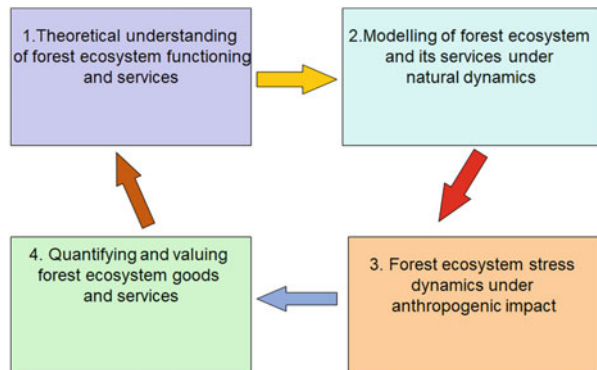 1.Theoretical understanding
of forest ecosystem functioning
and services
2.Modelling of forest ecosystem
and its services under
natural dynamics
3. Forest ecosystem stress
dynamics under
anthropogenic impact
4. Quantifying and valuing
forest ecosystem goods
and services